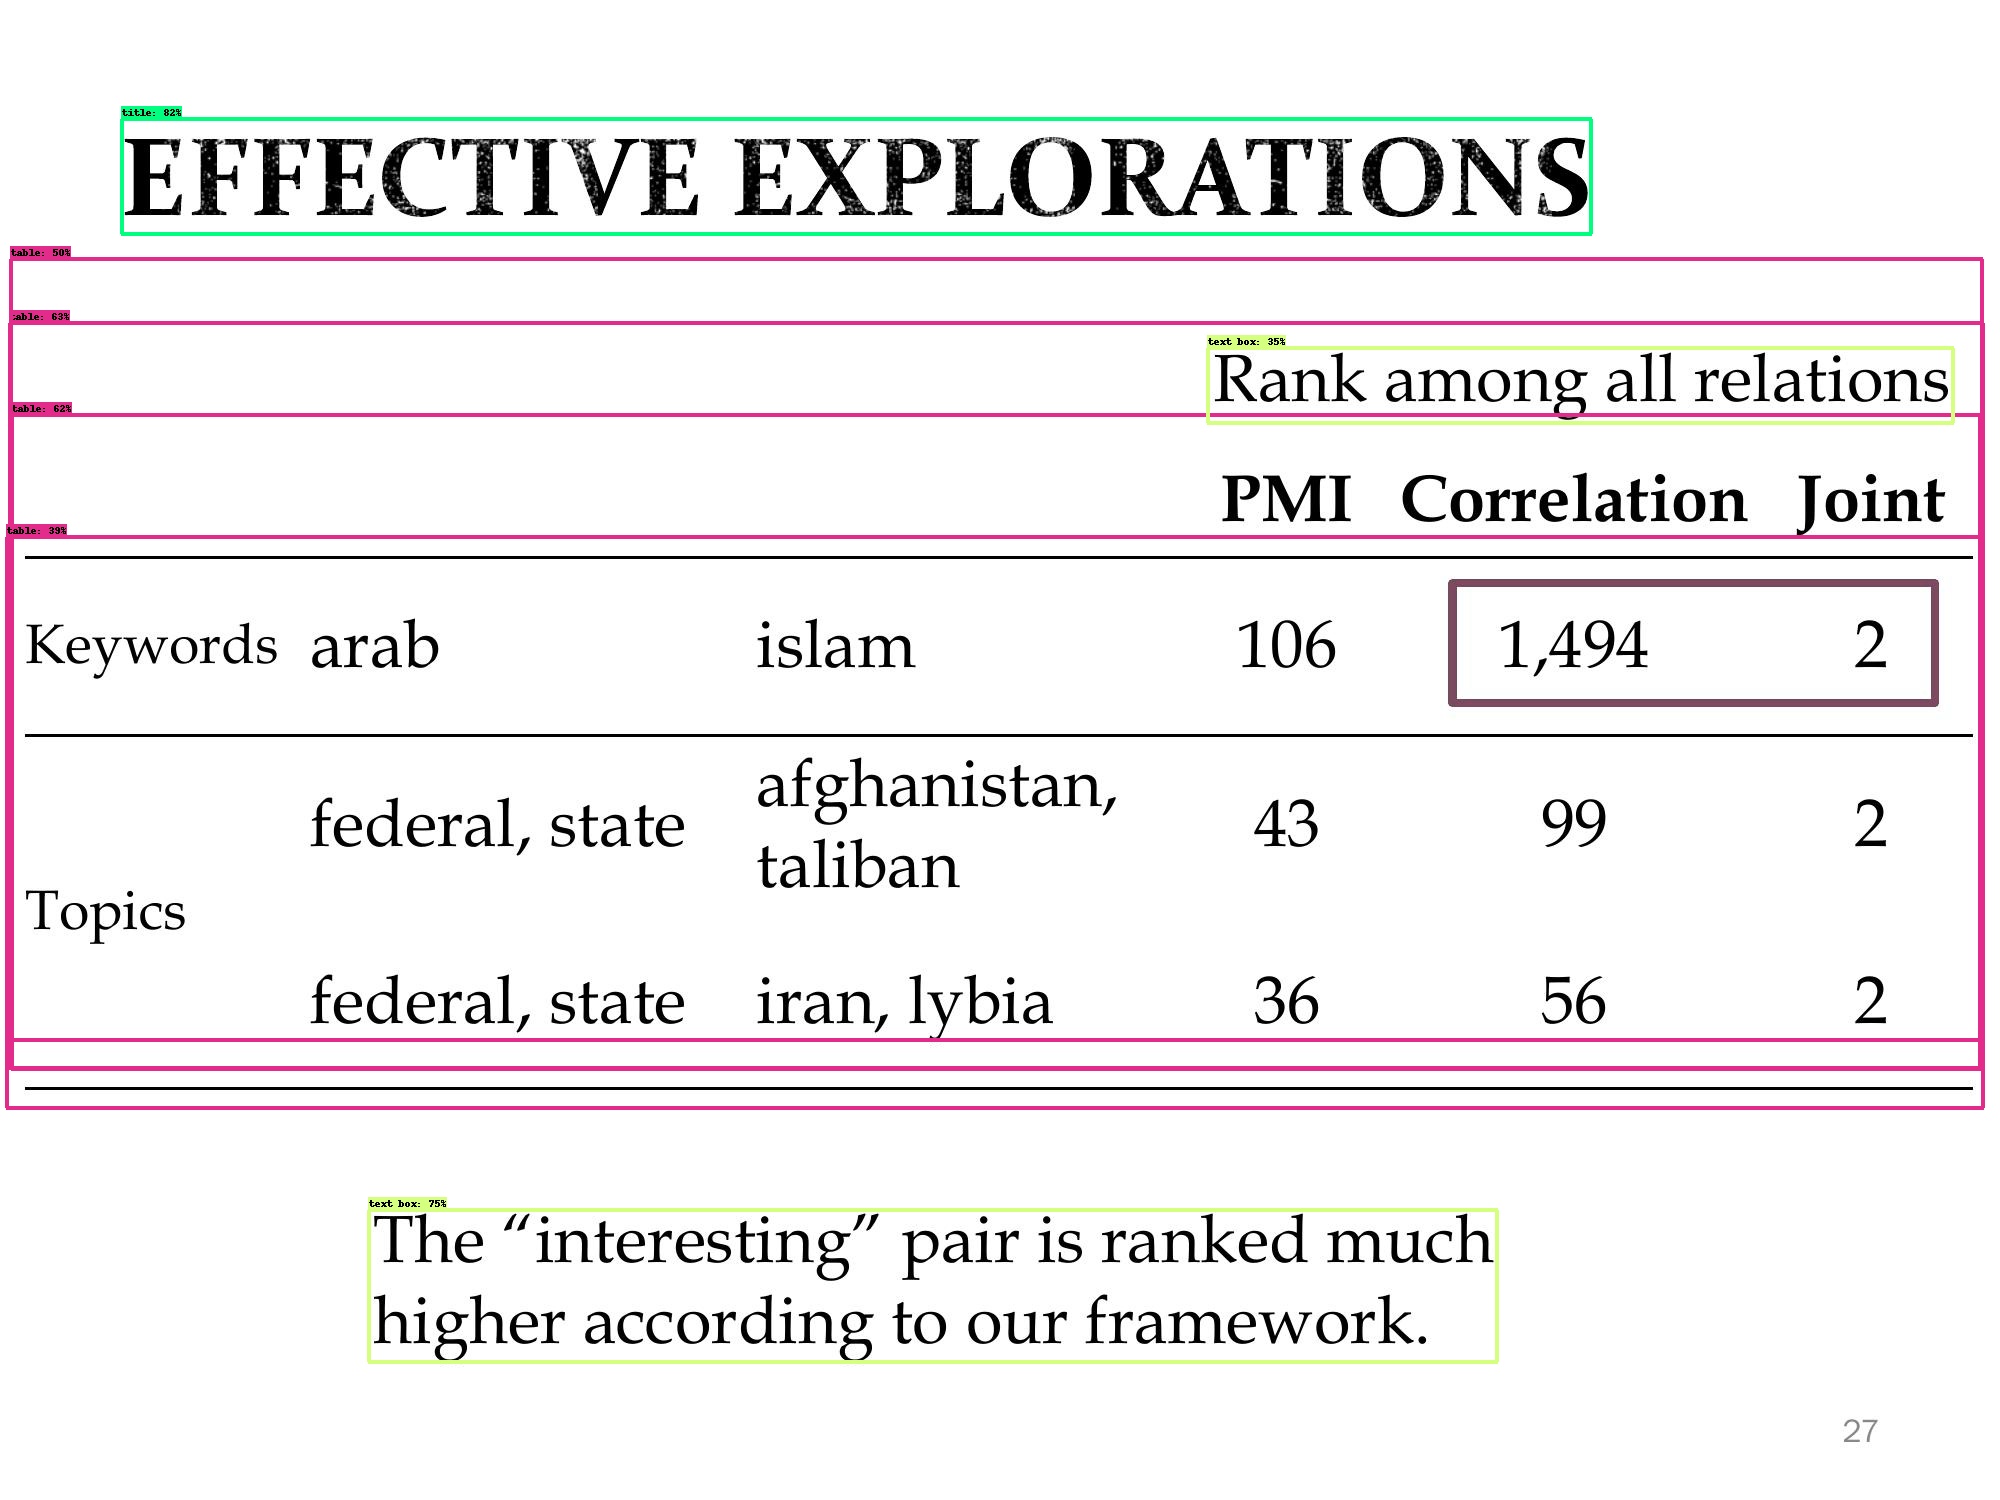 title: 82%
EFFECTIVE EXPLORATIONS
table: 50%
table: 63%
text box: 35%
Rank among all relations
table: 62%
PMI Correlation Joint
table: 39%
Keywords arab islam 106 1,494 2
afghanistan,
federal, state 43 99 2
taliban
Topics
federal, state iran, lybia 36 56 2
text box: 75%
The “interesting” pair is ranked much
higher according to our framework.
27